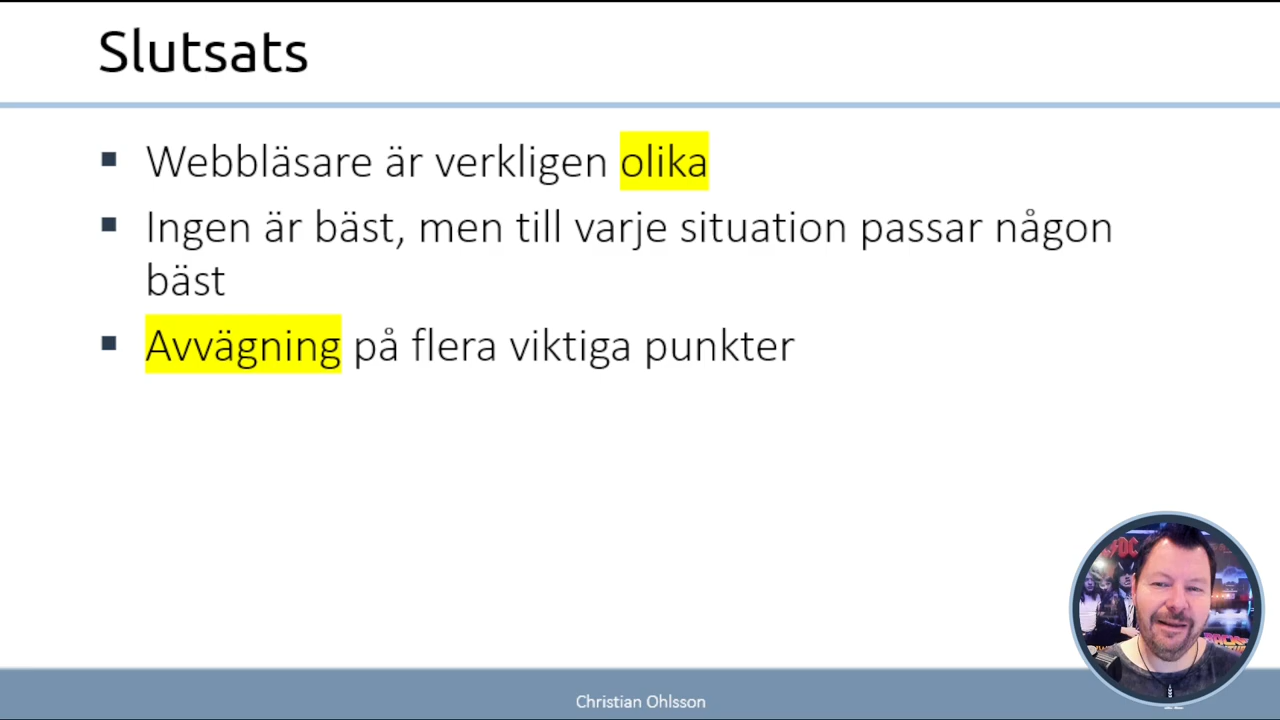 Slutsats
Webbläsare är verkligen olika
Ingen är bäst, men till varje situation passar någon
bäst
Avvägning på flera viktiga punkter
Christian Ohlsson